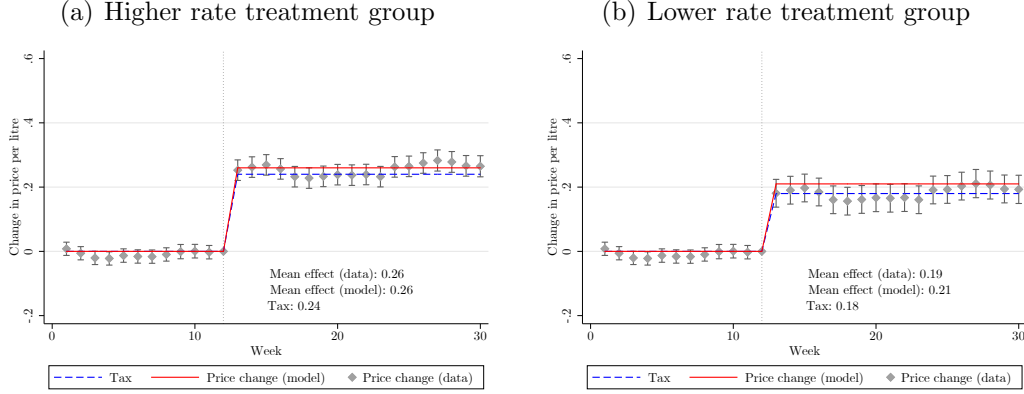 (a) Higher rate treatment group
Change in price per litre
.6
.4
.2
0
-.2
Mean effect (data): 0.26
Mean effect (model): 0.26
Tax: 0.24
0 10 20 30
Week
Tax Price change (model) Price change (data)
(b) Lower rate treatment group
Change in price per litre
.6
.4
.2
0
-.2
Mean effect (data): 0.19
Mean effect (model): 0.21
Tax: 0.18
0 10 20 30
Week
Tax Price change (model) Price change (data)